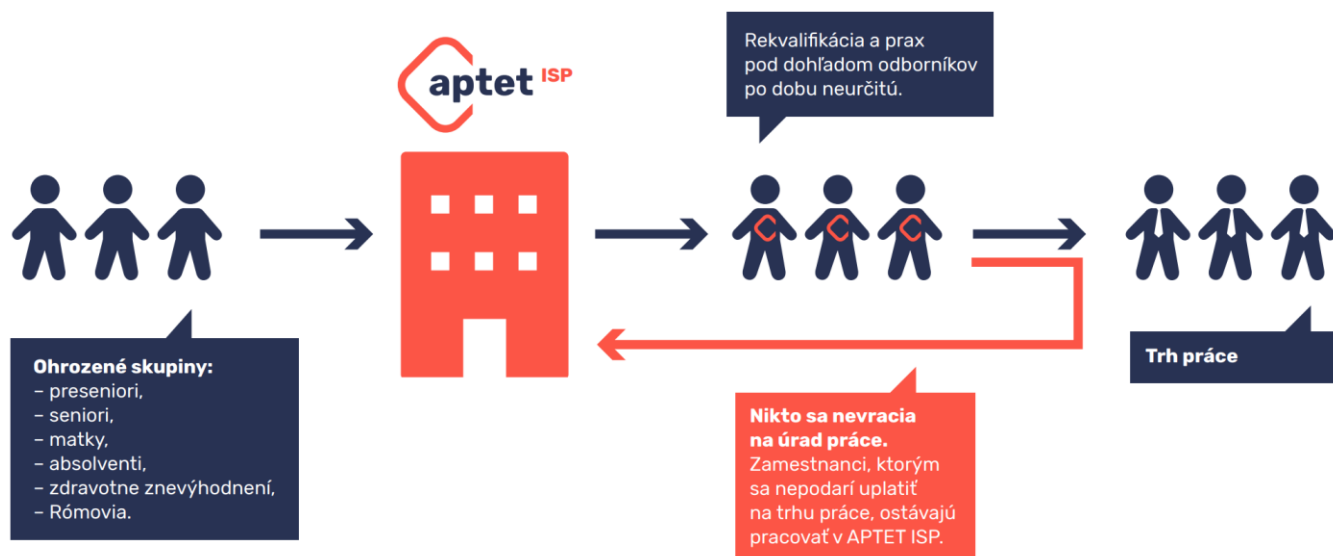 aptet ISP
Rekvalifikácia a prax
pod dohľadom odborníkov
po dobu neurčitú.
Ohrozené skupiny:
– preseniori,
– seniori,
– matky,
– absolventi,
– zdravotne znevýhodnení,
– Rómovia.
Nikto sa nevracia
na úrad práce.
Zamestnanci, ktorým
sa nepodarí uplatiť
na trhu práce, ostávajú
pracovať v APTET ISP.
Trh práce